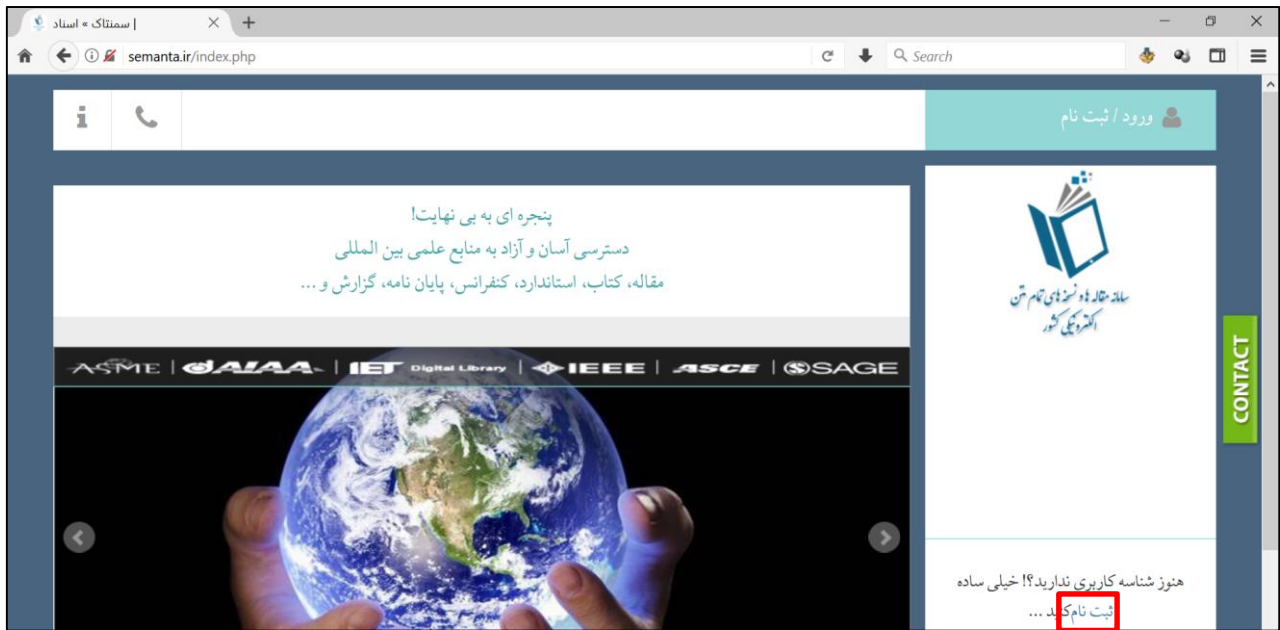 سمنتاک » اسناد |
semanta.ir/index.php
Search
ورود / ثبت نام
پنجره ای به بی نهایت!
دسترسی آسان و آزاد به منابع علمی بین المللی
مقاله، کتاب، استاندارد، کنفرانس، پایان نامه، گزارش و ...
ASME | AIAA | IET Digital Library | IEEE | ASCE | SAGE
سامانه مقاله ها و نسخه های تمام متن
الکترونیکی کشور
CONTACT
هنوز شناسه کاربری ندارید؟! خیلی ساده
ثبت نام کنید ...